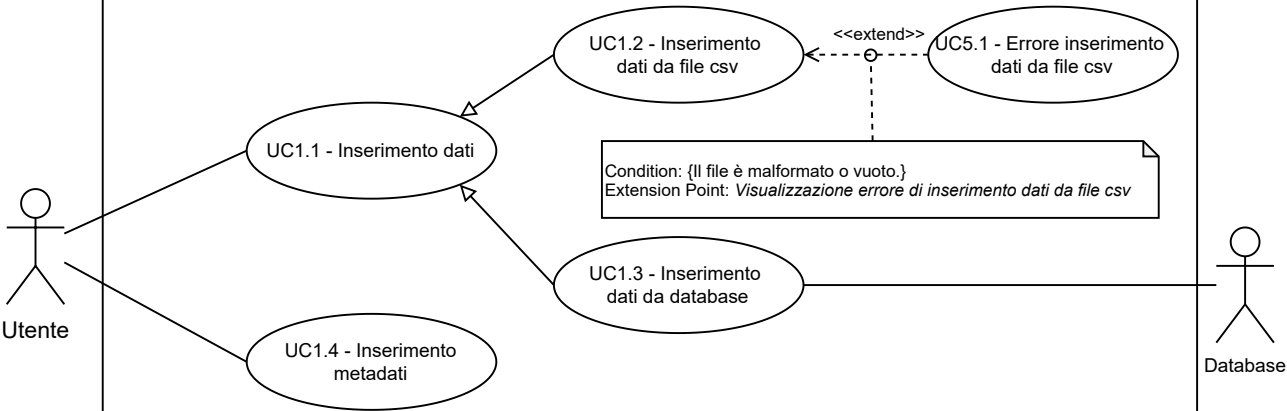 UC1.2 - Inserimento
dati da file csv
<<extend>>
UC5.1 - Errore inserimento
dati da file csv
UC1.1 - Inserimento dati
Condition: {Il file è malformato o vuoto.}
Extension Point: Visualizzazione errore di inserimento dati da file csv
UC1.3 - Inserimento
dati da database
Utente
UC1.4 - Inserimento
metadati
Database